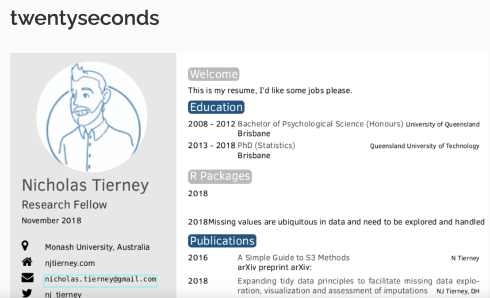 twentyseconds
Nicholas Tierney
Research Fellow
November 2018
Monash University, Australia
njtierney.com
nicholas.tierney@gmail.com
nj_tierney
Welcome
This is my resume, I'd like some jobs please.
Education
2008 - 2012 Bachelor of Psychological Science (Honours) University of Queensland
Brisbane
2013 - 2018 PhD (Statistics) Queensland University of Technology
Brisbane
R Packages
2018
2018Missing values are ubiquitous in data and need to be explored and handled
Publications
2016 A Simple Guide to S3 Methods N Tierney
arXiv preprint arXiv:
2018 Expanding tidy data principles to facilitate missing data explo-
ration, visualization and assessment of imputations NJ Tierney, DH